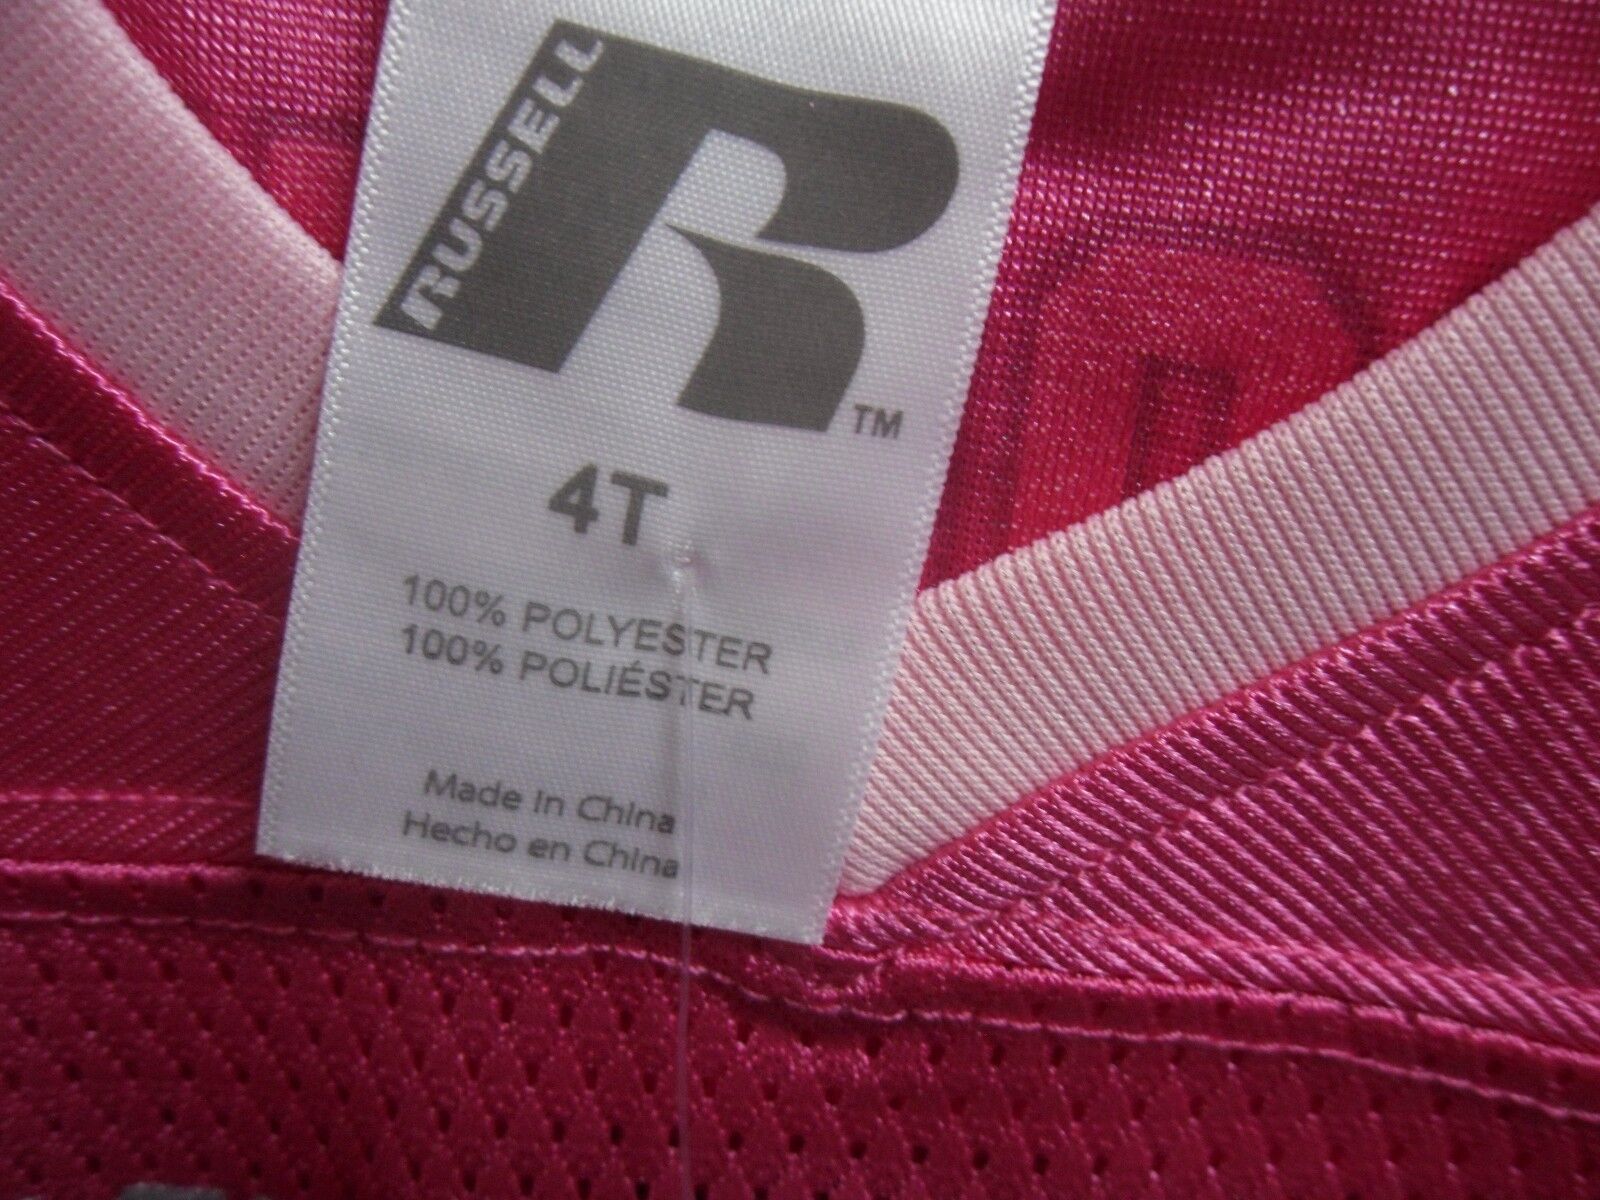 RUSSELL
R
TM
4T
100% POLYESTER
100% POLIÉSTER
Made in China
Hecho en China